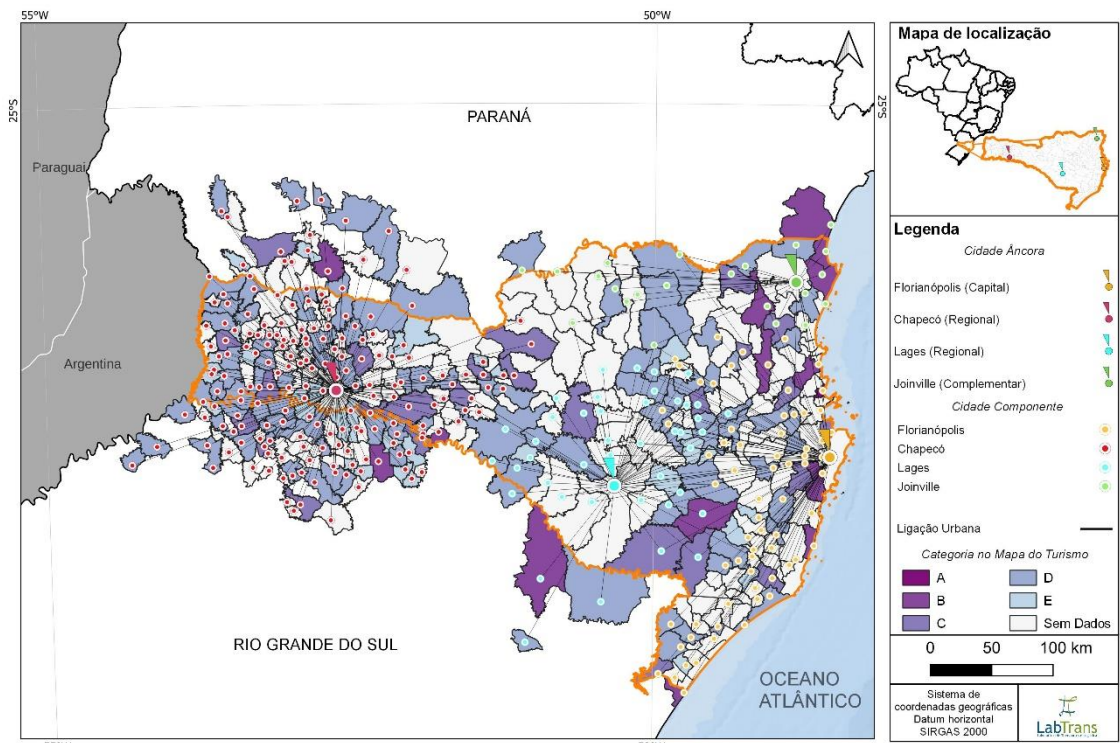 55°W
50°W
25°S
25°S
PARANÁ
Paraguai
Argentina
RIO GRANDE DO SUL
OCEANO
ATLÂNTICO
Mapa de localização
Legenda
Cidade Âncora
Florianópolis (Capital)
Chapecó (Regional)
Lages (Regional)
Joinville (Complementar)
Cidade Componente
Florianópolis
Chapecó
Lages
Joinville
Ligação Urbana
Categoria no Mapa do Turismo
A
D
B
E
C
Sem Dados
0 50 100 km
Sistema de
coordenadas geográficas
Datum horizontal
SIRGAS 2000
LabTrans